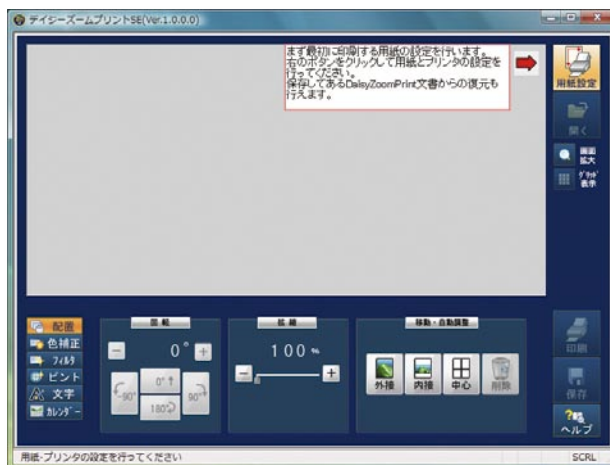 デイジーズームプリントSE(Ver.1.0.0.0)
まず最初に印刷する用紙の設定を行います。
右のボタンをクリックして用紙とプリンタの設定を
行ってください。
保存してあるDaisyZoomPrint文書からの復元も
行えます。
用紙設定
開く
画面
拡大
グリッド
表示
配置
色補正
フィルタ
ピント
文字
カレンダー
回転
0°
-90°
0°
90°
180°
拡縮
100%
移動・自動調整
外接
内接
中心
削除
印刷
保存
ヘルプ
用紙・プリンタの設定を行ってください
SCRL